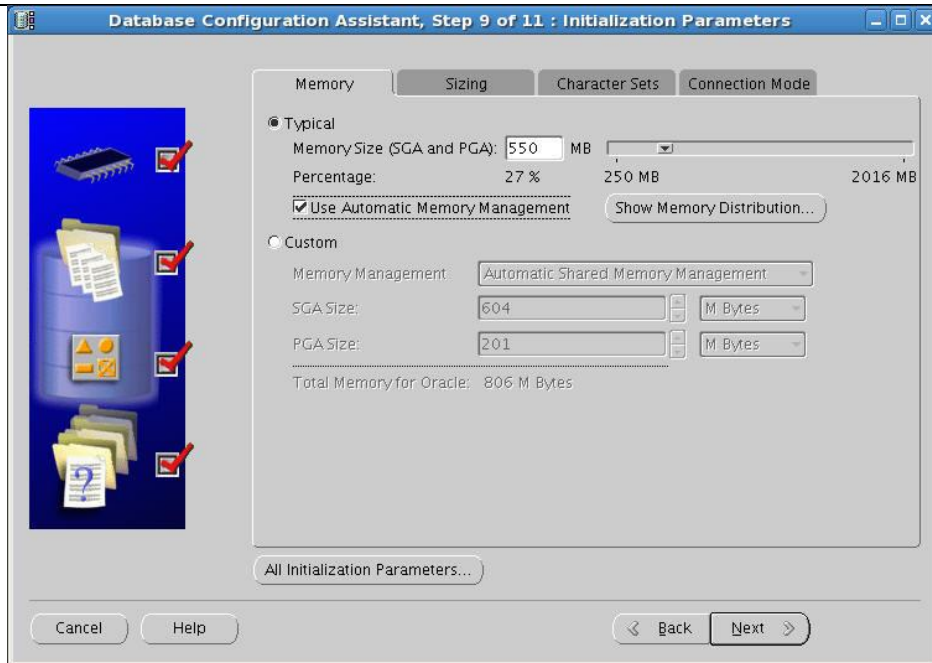 Database Configuration Assistant, Step 9 of 11 : Initialization Parameters
Memory Sizing Character Sets Connection Mode
Typical
Memory Size (SGA and PGA): 550 MB
Percentage: 27 % 250 MB 2016 MB
Use Automatic Memory Management Show Memory Distribution...
Custom
Memory Management Automatic Shared Memory Management
SGA Size: 604 M Bytes
PGA Size: 201 M Bytes
Total Memory for Oracle: 806 M Bytes
?
All Initialization Parameters...
Cancel Help Back Next